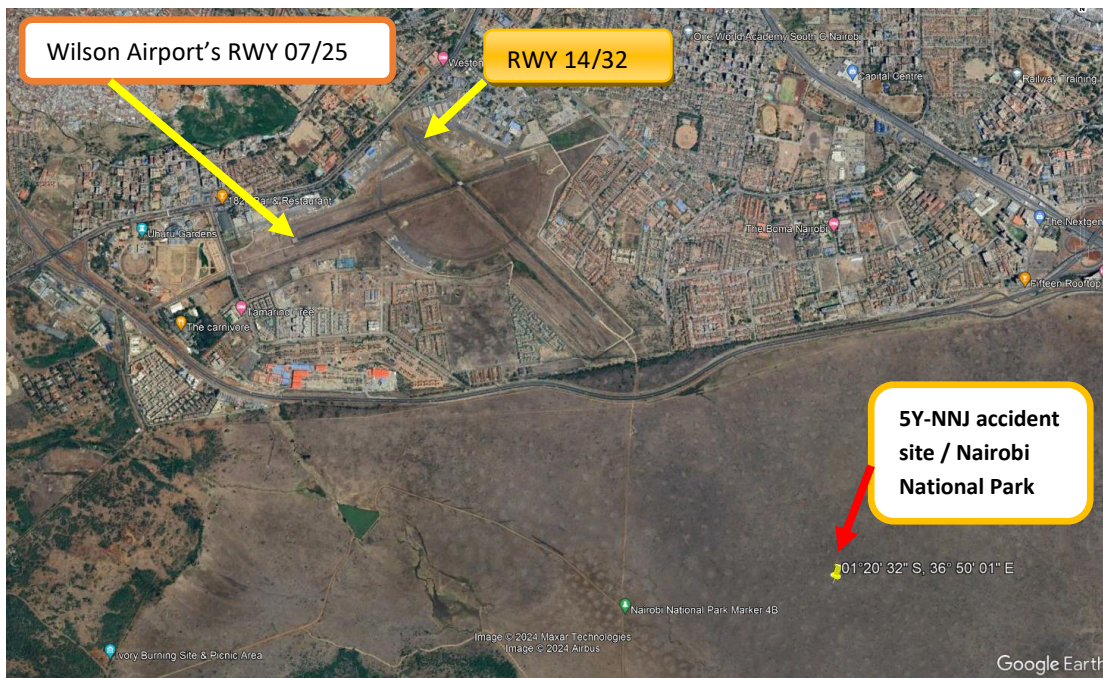 One World Academy South C Nairobi
Wilson Airport’s RWY 07/25
RWY 14/32
Weston
Capital Centre
Railway Training I
Bar & Restaurant
Uhuru Gardens
The Nextgen
The Boma Nairobi
Fifteen Rooftop
Tamarind Tree
The carnivore
5Y-NNJ accident
site / Nairobi
National Park
01°20' 32" S, 36° 50' 01" E
Nairobi National Park Marker 4B
Image © 2024 Maxar Technologies
Image © 2024 Airbus
Ivory Burning Site & Picnic Area
Google Earth